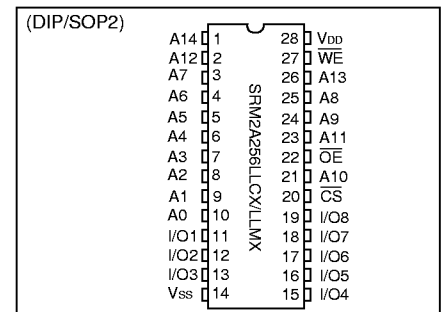 (DIP/SOP2)
A14 1 28 VDD
A12 2 27 WE
A7 3 26 A13
A6 4 25 A8
A5 5 24 A9
A4 6 23 A11
A3 7 22 OE
A2 8 21 A10
A1 9 20 CS
A0 10 19 I/O8
I/O1 11 18 I/O7
I/O2 12 17 I/O6
I/O3 13 16 I/O5
Vss 14 15 I/O4
SRM2A256LLCX/LLMX